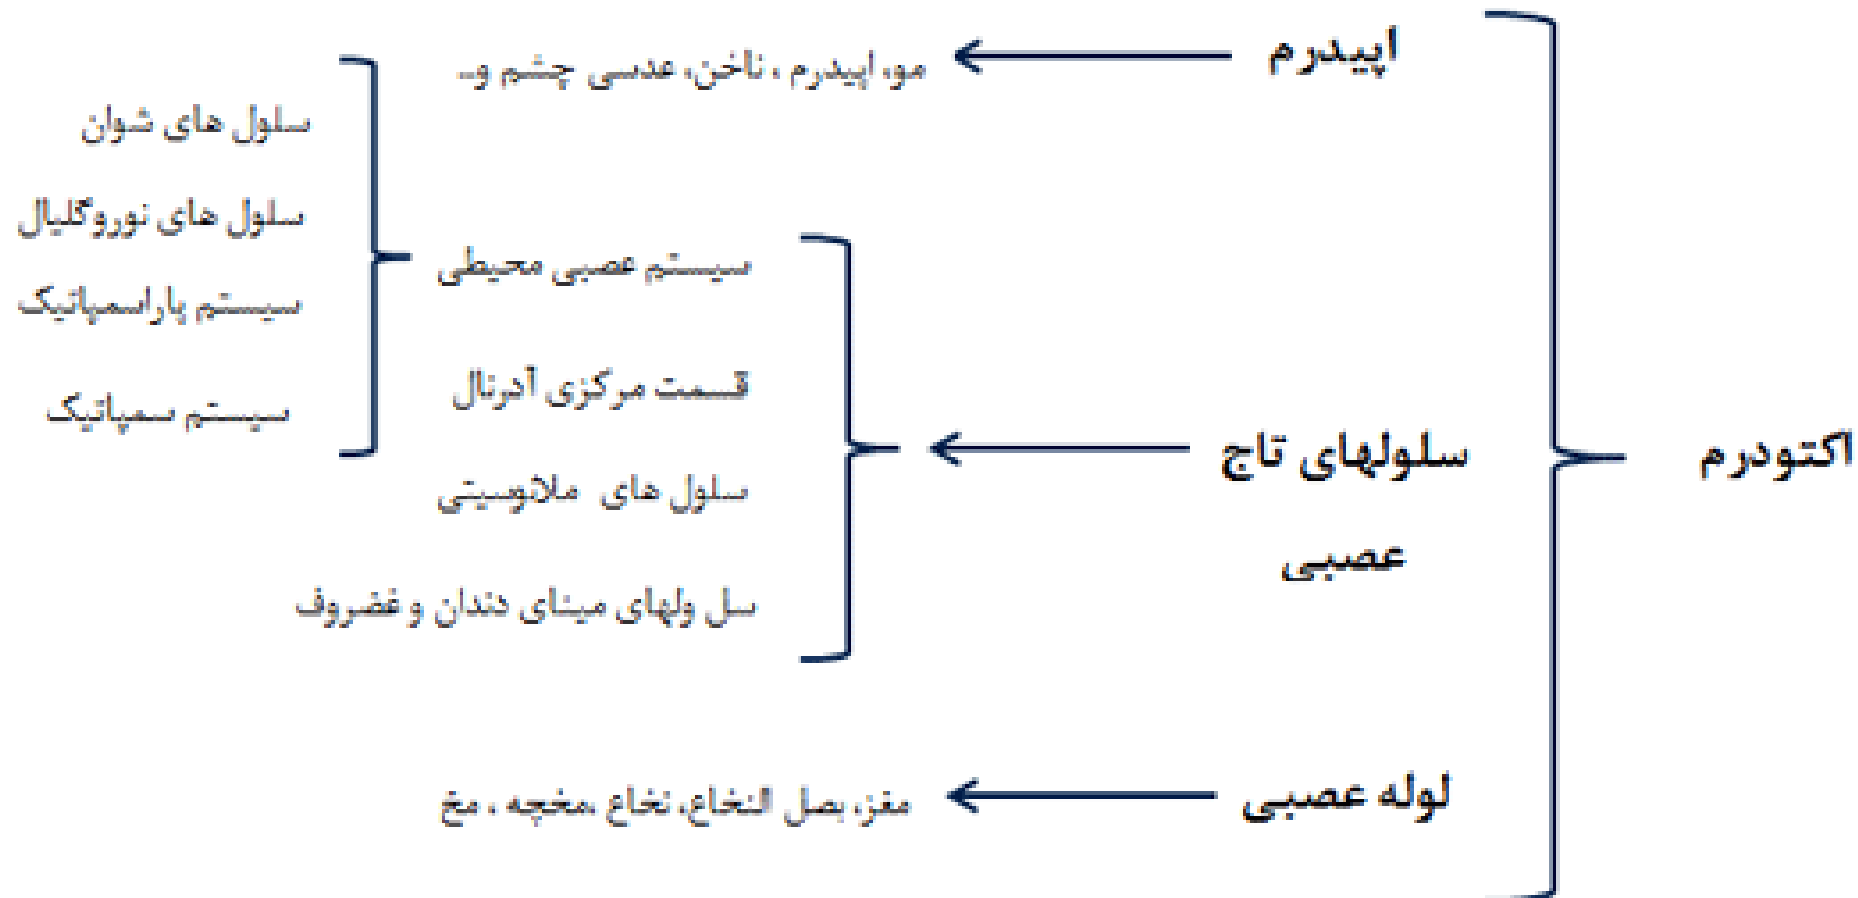 اکتودرم
اپیدرم
مو، اپیدرم ، ناخن، عدسی چشم و..
سلولهای تاج
عصبی
سیستم عصبی محیطی
سلول های شوان
سلول های نوروگلیال
سیستم پاراسمپاتیک
سیستم سمپاتیک
قسمت مرکزی آدرنال
سلول های ملانوسیتی
سل ولهای مینای دندان و غضروف
لوله عصبی
مغز، بصل النخاع، نخاع ،مخچه ، مخ